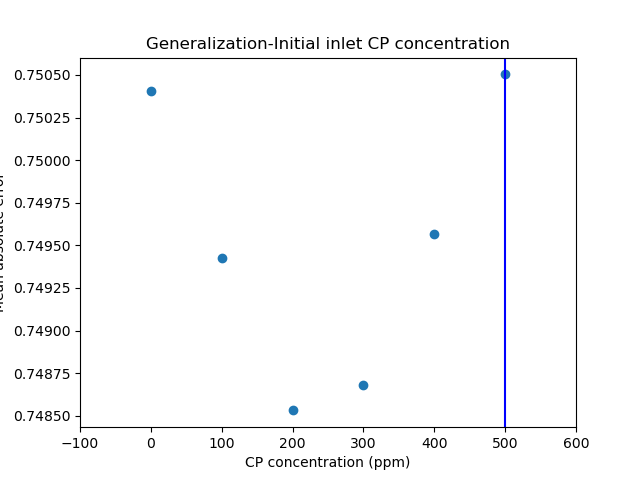 Generalization-Initial inlet CP concentration
0.75050
0.75025
0.75000
0.74975
0.74950
0.74925
0.74900
0.74875
0.74850
Mean absolute error
−100 0 100 200 300 400 500 600
CP concentration (ppm)